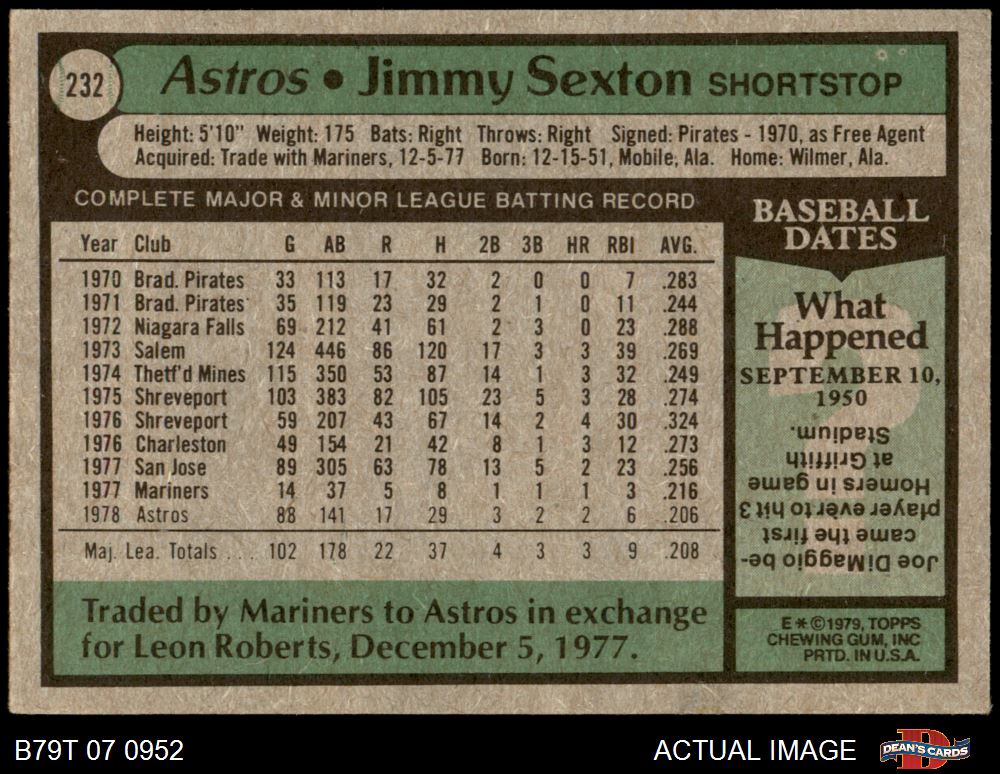 232
Astros • Jimmy Sexton SHORTSTOP
Height: 5'10" Weight: 175 Bats: Right Throws: Right Signed: Pirates - 1970, as Free Agent
Acquired: Trade with Mariners, 12-5-77 Born: 12-15-51, Mobile, Ala. Home: Wilmer, Ala.
COMPLETE MAJOR & MINOR LEAGUE BATTING RECORD
Year Club G AB R H 2B 3B HR RBI AVG.
1970 Brad. Pirates 33 113 17 32 2 0 0 7 .283
1971 Brad. Pirates 35 119 23 29 2 1 0 11 .244
1972 Niagara Falls 69 212 41 61 2 3 0 23 .288
1973 Salem 124 446 86 120 17 3 3 39 .269
1974 Thetf'd Mines 115 350 53 87 14 1 3 32 .249
1975 Shreveport 103 383 82 105 23 5 3 28 .274
1976 Shreveport 59 207 43 67 14 2 4 30 .324
1976 Charleston 49 154 21 42 8 1 3 12 .273
1977 San Jose 89 305 63 78 13 5 2 23 .256
1977 Mariners 14 37 5 8 1 1 1 3 .216
1978 Astros 88 141 17 29 3 2 2 6 .206
Maj. Lea. Totals . . . 102 178 22 37 4 3 3 9 .208
Traded by Mariners to Astros in exchange
for Leon Roberts, December 5, 1977.
BASEBALL
DATES
What
Happened
SEPTEMBER 10,
1950
Joe DiMaggio be-
came the first
player ever to hit 3
Homers in game
at Griffith
Stadium.
E * © 1979, TOPPS
CHEWING GUM, INC
PRTD. IN U.S.A.
B79T 07 0952
ACTUAL IMAGE
DEAN'S CARDS